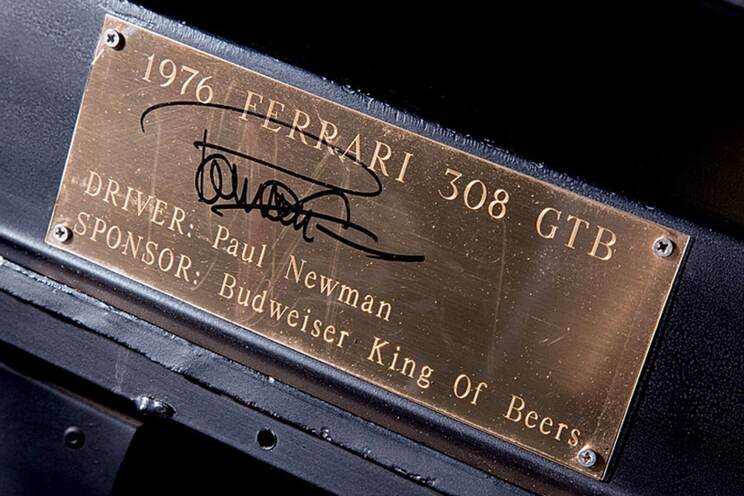 1976 FERRARI 308 GTB
DRIVER: Paul Newman
SPONSOR: Budweiser King Of Beers